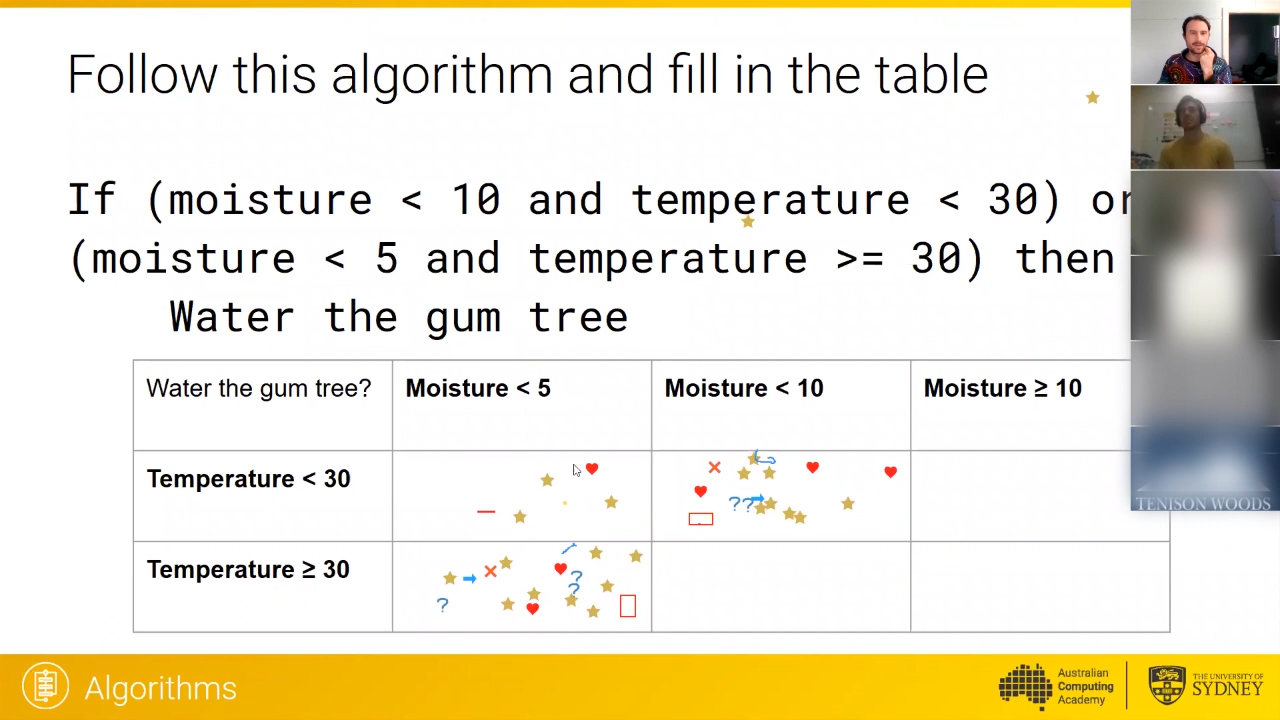 Follow this algorithm and fill in the table
If (moisture < 10 and temperature < 30) or
(moisture < 5 and temperature >= 30) then
Water the gum tree
Water the gum tree? Moisture < 5 Moisture < 10 Moisture ≥ 10
Temperature < 30
??
Temperature ≥ 30
?
?
?
TENISON WOODS
Algorithms
Australian
Computing
Academy
THE UNIVERSITY OF
SYDNEY